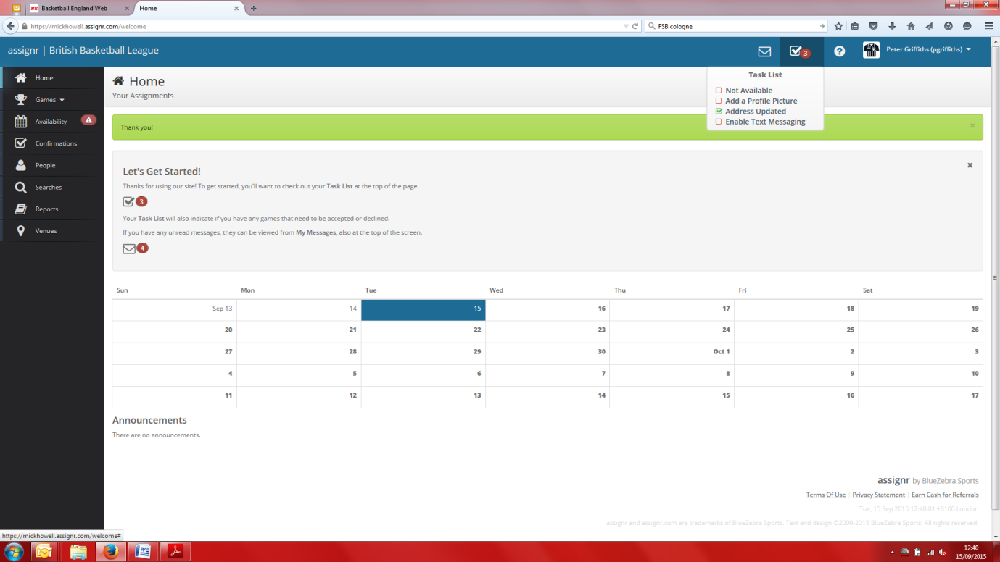 Basketball England Web
Home
https://mickhowell.assignr.com/welcome
FSB cologne
assignr | British Basketball League
3
Peter Griffiths (pgriffiths)
Home
Games
Availability
Confirmations
People
Searches
Reports
Venues
Home
Your Assignments
Task List
Not Available
Add a Profile Picture
Address Updated
Enable Text Messaging
Thank you!
Let's Get Started!
Thanks for using our site! To get started, you'll want to check out your Task List at the top of the page.
3
Your Task List will also indicate if you have any games that need to be accepted or declined.
If you have any unread messages, they can be viewed from My Messages, also at the top of the screen.
4
Sun Mon Tue Wed Thu Fri Sat
Sep 13 14 15 16 17 18 19
20 21 22 23 24 25 26
27 28 29 30 Oct 1 2 3
4 5 6 7 8 9 10
11 12 13 14 15 16 17
Announcements
There are no announcements.
assignr by BlueZebra Sports
Terms Of Use | Privacy Statement | Earn Cash for Referrals
Tue, 15 Sep 2015 12:40:01 +0100 London
assignr and assignr.com are trademarks of BlueZebra Sports. Text and design ©2009-2015 BlueZebra Sports. All rights reserved.
https://mickhowell.assignr.com/welcome#
12:40
15/09/2015